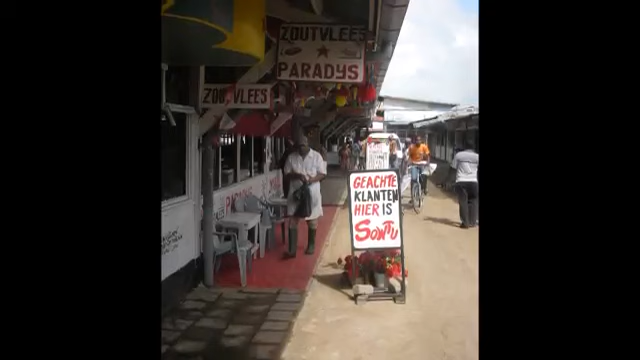 ZOUTVLEES
PARADYS
ZOUTVLEES
GEACHTE
KLANTEN
HIER IS
SOWTU